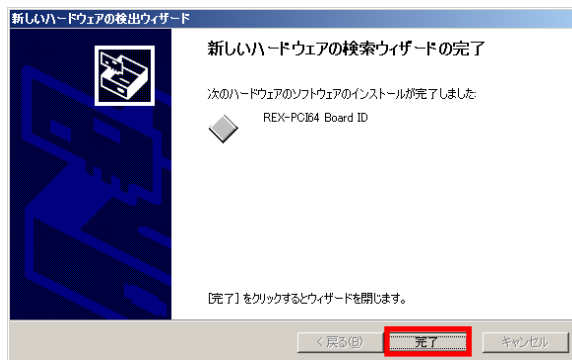 新しいハードウェアの検出ウィザード
新しいハードウェアの検索ウィザードの完了
次のハードウェアのソフトウェアのインストールが完了しました:
REX-PCI64 Board ID
[完了] をクリックするとウィザードを閉じます。
< 戻る(B)
完了
キャンセル